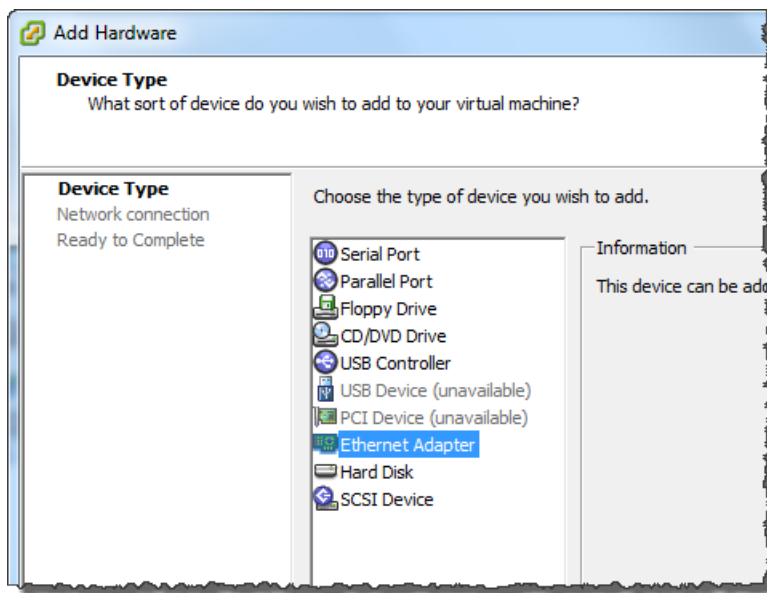 Add Hardware
Device Type
What sort of device do you wish to add to your virtual machine?
Device Type
Network connection
Ready to Complete
Choose the type of device you wish to add.
Serial Port
Parallel Port
Floppy Drive
CD/DVD Drive
USB Controller
USB Device (unavailable)
PCI Device (unavailable)
Ethernet Adapter
Hard Disk
SCSI Device
Information
This device can be